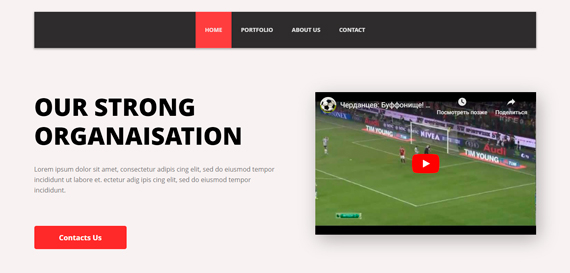 HOME PORTFOLIO ABOUT US CONTACT
OUR STRONG
ORGANAISATION
Lorem ipsum dolor sit amet, consectetur adipis cing elit, sed do eiusmod tempor
incididunt ut labore et. ectetur adig ipis cing elit, sed do eiusmod tempor
incididunt.
Contacts Us
Черданцев: Буффонище! ...
Посмотреть позже Поделиться
TIM YOUNG NIVEA Audi TIM YOUNG